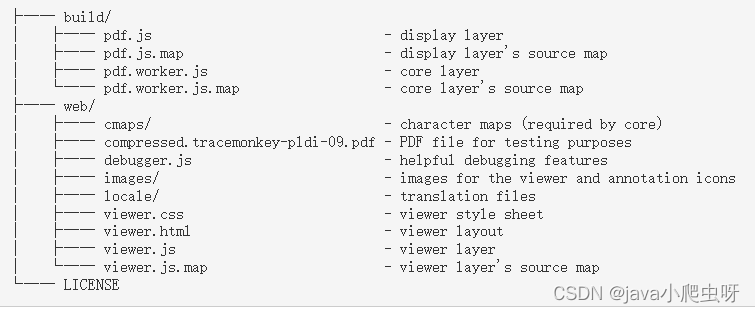 ├── build/
│   ├── pdf.js                             - display layer
│   ├── pdf.js.map                         - display layer's source map
│   ├── pdf.worker.js                      - core layer
│   └── pdf.worker.js.map                  - core layer's source map
├── web/
│   ├── cmaps/                             - character maps (required by core)
│   ├── compressed.tracemonkey-pldi-09.pdf - PDF file for testing purposes
│   ├── debugger.js                        - helpful debugging features
│   ├── images/                            - images for the viewer and annotation icons
│   ├── locale/                            - translation files
│   ├── viewer.css                         - viewer style sheet
│   ├── viewer.html                        - viewer layout
│   ├── viewer.js                          - viewer layer
│   └── viewer.js.map                      - viewer layer's source map
└── LICENSE
CSDN @java小爬虫呀